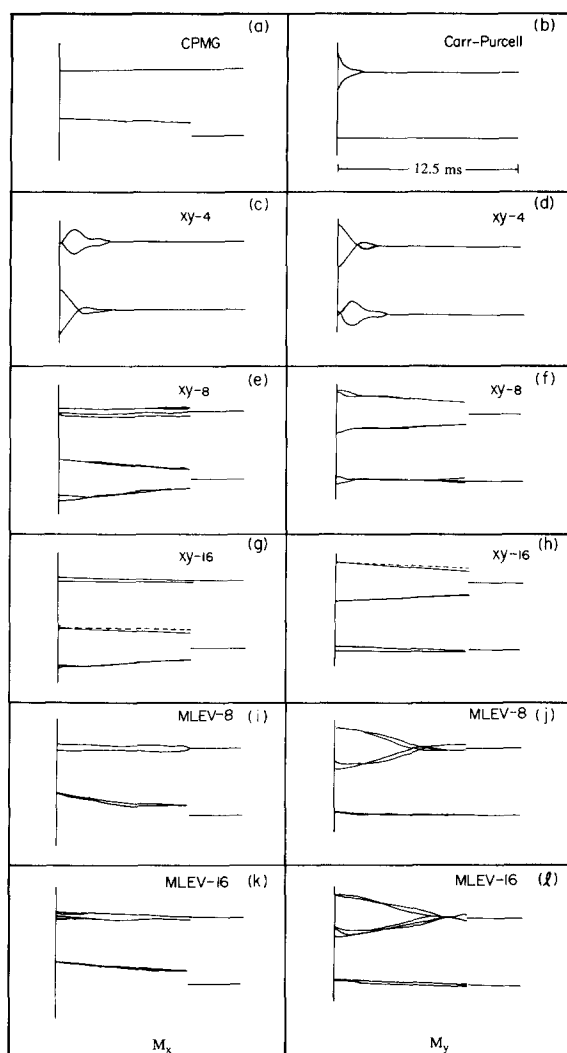 (a)
CPMG
(b)
Carr-Purcell
12.5 ms
(c)
xy-4
(d)
xy-4
(e)
xy-8
(f)
xy-8
(g)
xy-16
(h)
xy-16
MLEV-8 (i)
MLEV-8 (j)
MLEV-16 (k)
MLEV-16 (ℓ)
Mx
My